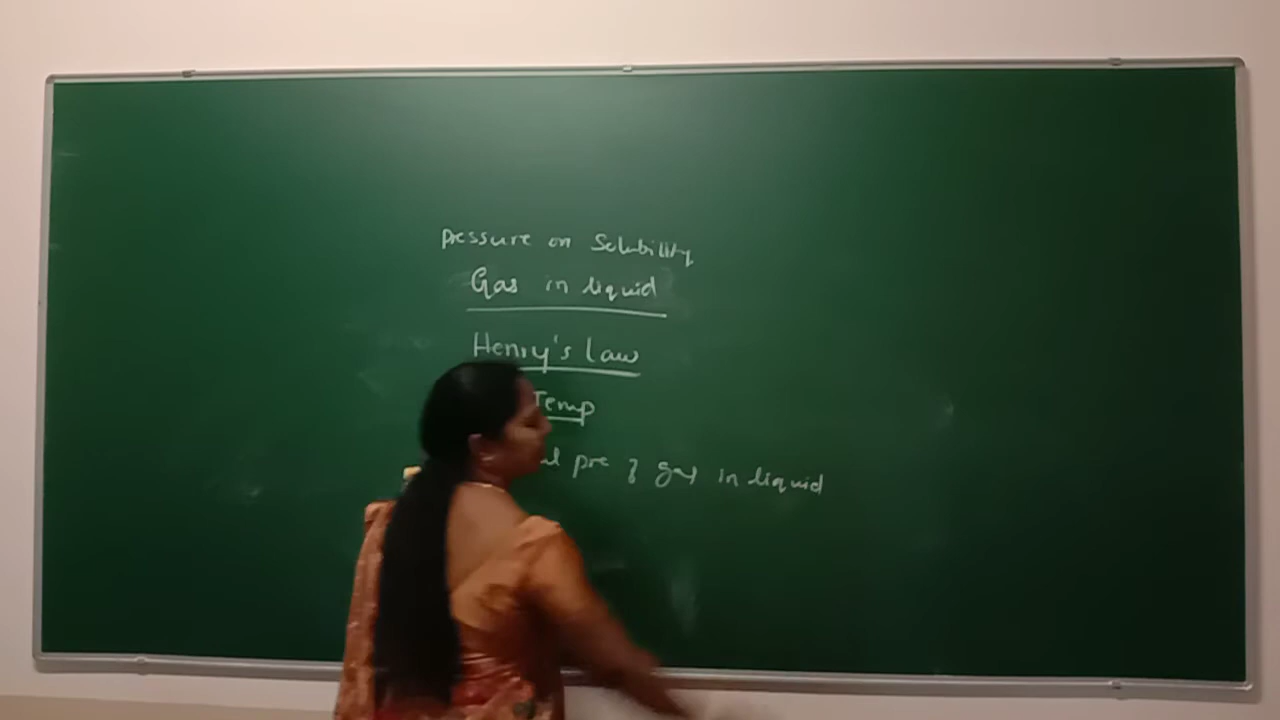 pressure on Solubility
Gas in liquid
Henry's Law
Temp
pre of gas in liquid